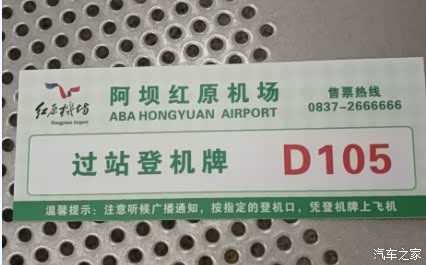 红原机场
Hongyuan Airport
阿坝红原机场
ABA HONGYUAN AIRPORT
售票热线
0837-2666666
过站登机牌 D105
温馨提示：注意听候广播通知，按指定的登机口，凭登机牌上飞机
汽车之家